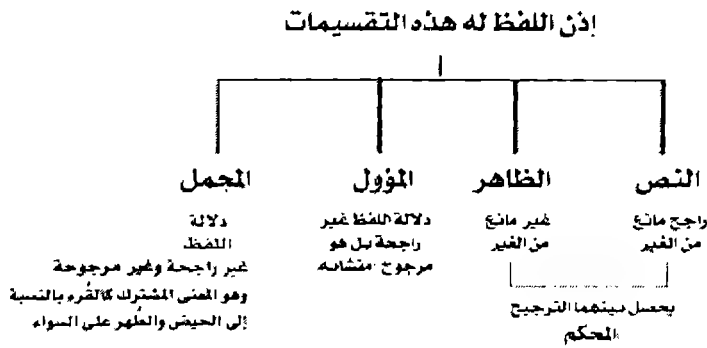 إذن اللفظ له هذه التقسيمات
النص
راجح مانع
من الغير
الظاهر
غير مانع
من الغير
يحصل بينهما الترجيح
المحكم
المؤول
دلالة اللفظ غير
راجحة بل هو
مرجوح متشابه
المجمل
دلالة
اللفظ
غير راجحة وغير مرجوحة
وهو المعنى المشترك كالقُرء بالنسبة
إلى الحيض والطُهر على السواء